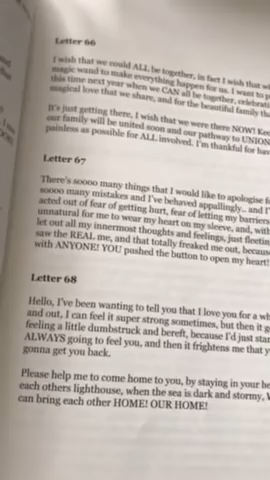 Letter 66
I wish that we could ALL be together, in fact I wish that
magic wand to make everything happen for us. I want to
this time next year when we CAN all be together, celebrat
magical love that we share, and for the beautiful family tha
It's just getting there, I wish that we were there NOW!
our family will be united soon and our pathway to UNION
painless as possible for ALL involved. I'm thankful for
Letter 67
There's soooo many things that I would like to apologise f
soooo many mistakes and I've behaved appallingly.. and I'
acted out of fear of getting hurt, fear of letting my barriers
unnatural for me to wear my heart on my sleeve, and, with
let out all my innermost thoughts and feelings, just fleetin
saw the REAL me, and that totally freaked me out, becaus
with ANYONE! YOU pushed the button to open my heart!
Letter 68
Hello, I've been wanting to tell you that I love you for a wh
and out, I can feel it super strong sometimes, but then it g
feeling a little dumbstruck and bereft, because I'd just star
ALWAYS going to feel you, and then it frightens me that y
gonna get you back.
Please help me to come home to you, by staying in your he
each others lighthouse, when the sea is dark and stormy,
can bring each other HOME! OUR HOME!